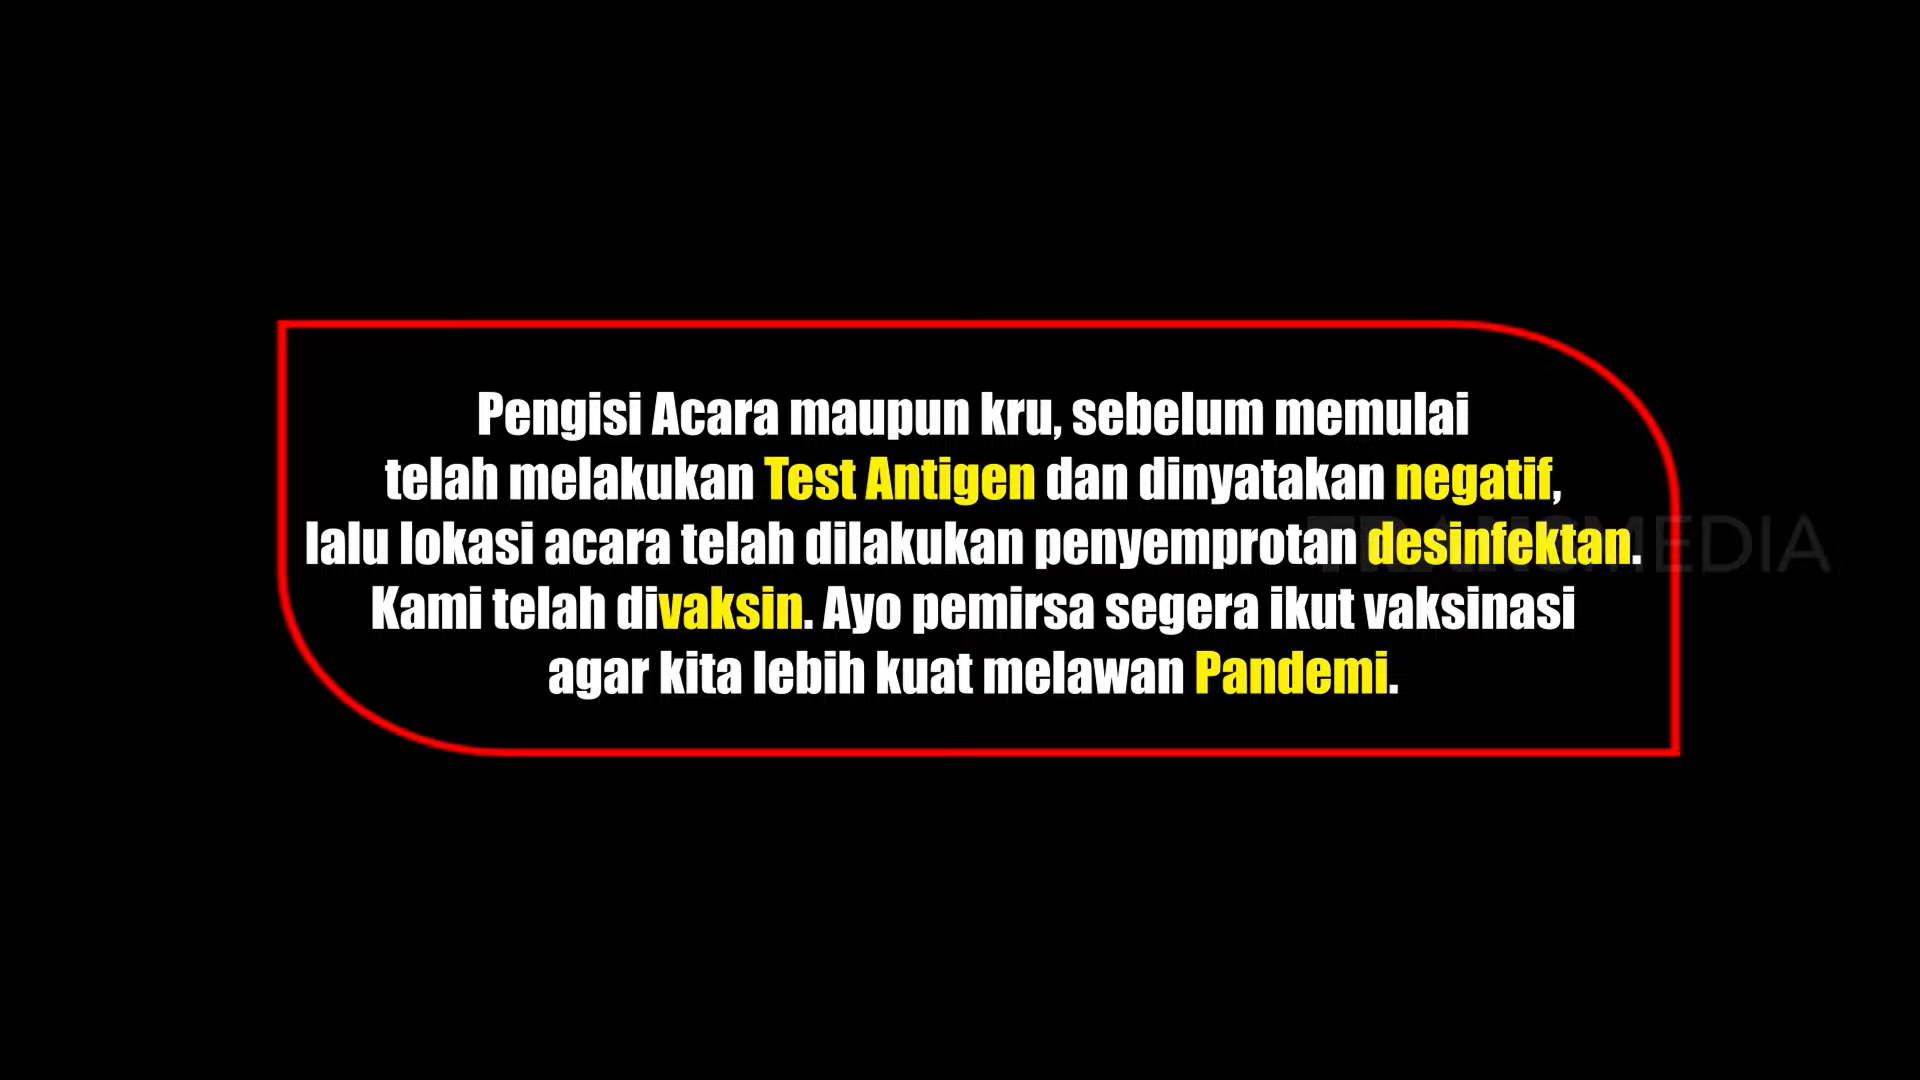 Pengisi Acara maupun kru, sebelum memulai
telah melakukan Test Antigen dan dinyatakan negatif,
lalu lokasi acara telah dilakukan penyemprotan desinfektan.
Kami telah divaksin. Ayo pemirsa segera ikut vaksinasi
agar kita lebih kuat melawan Pandemi.
TRANSMEDIA